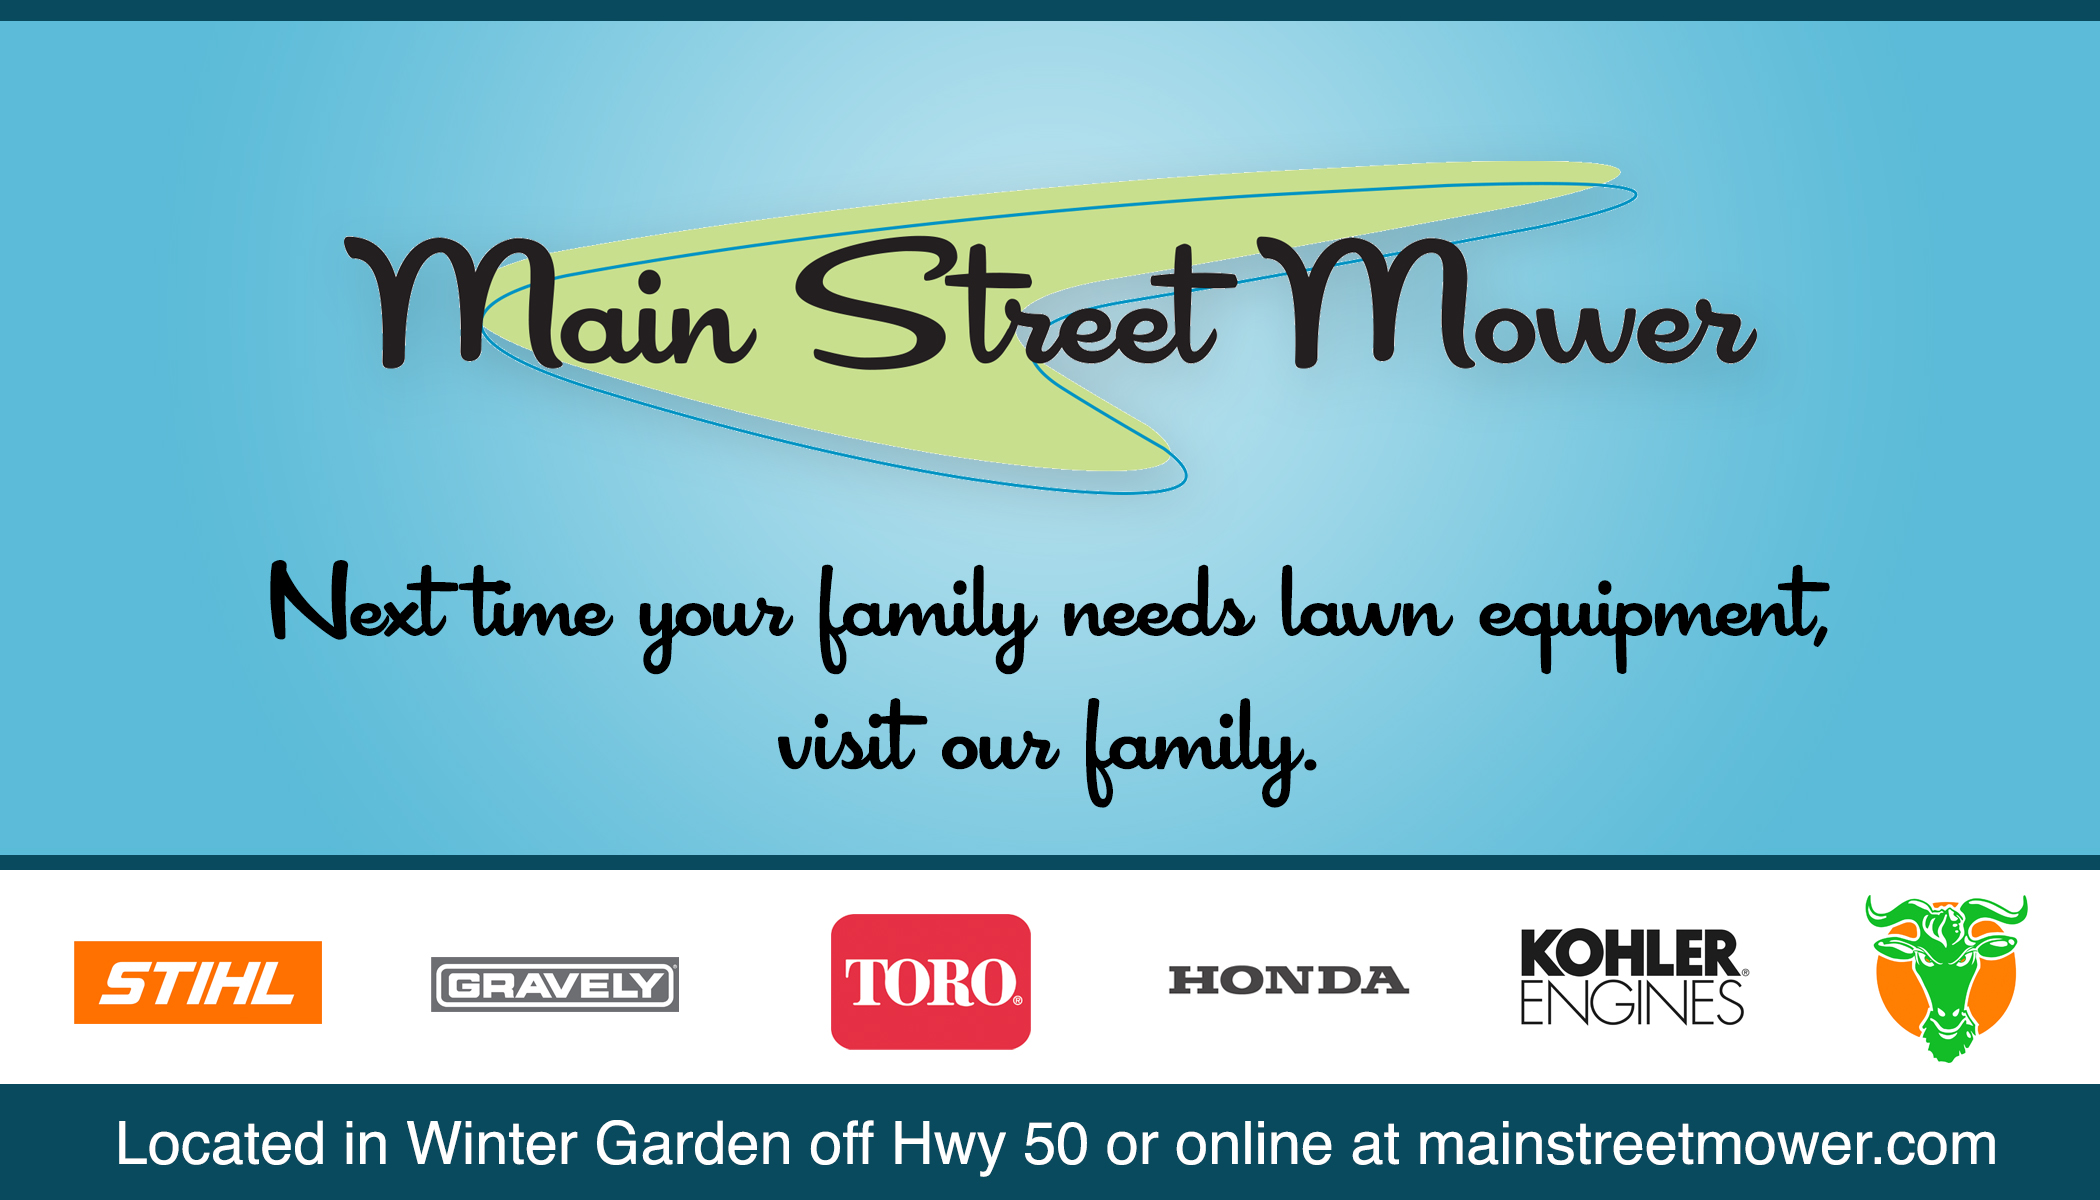 Main Street Mower
Next time your family needs lawn equipment,
visit our family.
STIHL
GRAVELY®
TORO®
HONDA
KOHLER®
ENGINES
Located in Winter Garden off Hwy 50 or online at mainstreetmower.com